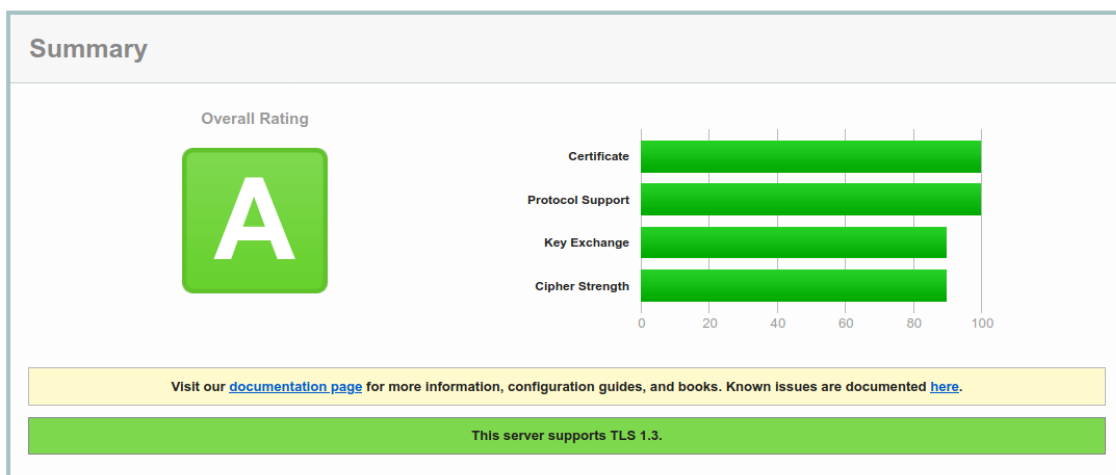 Summary
Overall Rating
A
Certificate
Protocol Support
Key Exchange
Cipher Strength
0 20 40 60 80 100
Visit our documentation page for more information, configuration guides, and books. Known issues are documented here.
This server supports TLS 1.3.